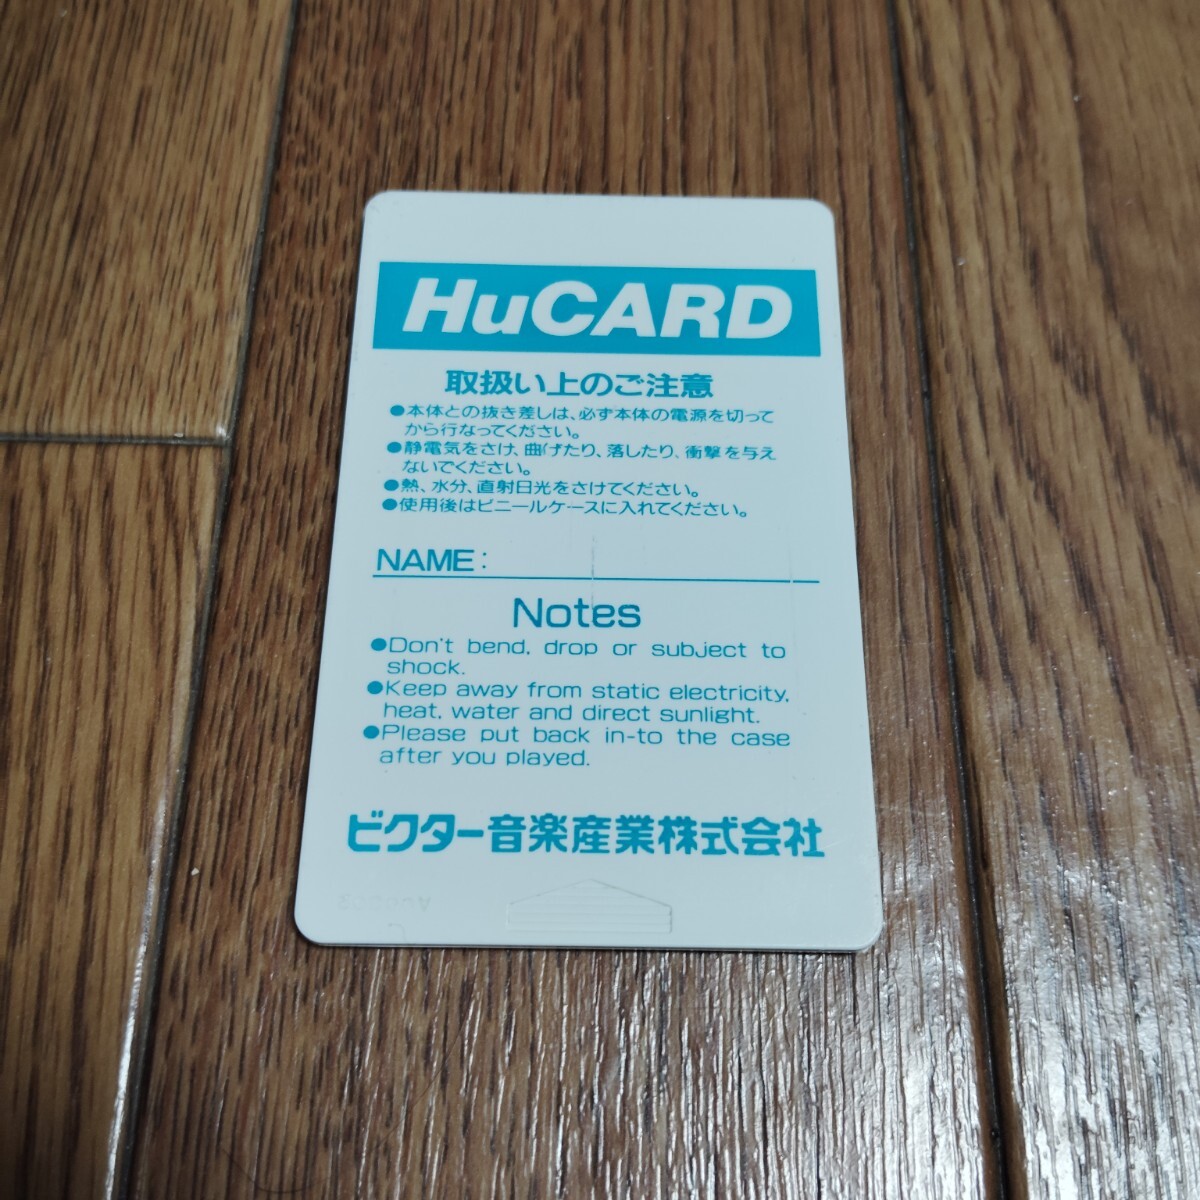 HuCARD
取扱い上のご注意
●本体との抜き差しは、必ず本体の電源を切って
から行なってください。
●静電気をさけ、曲げたり、落したり、衝撃を与え
ないでください。
●熱、水分、直射日光をさけてください。
●使用後はビニールケースに入れてください。
NAME:
Notes
●Don't bend, drop or subject to
shock.
●Keep away from static electricity,
heat, water and direct sunlight.
●Please put back in-to the case
after you played.
ビクター音楽産業株式会社